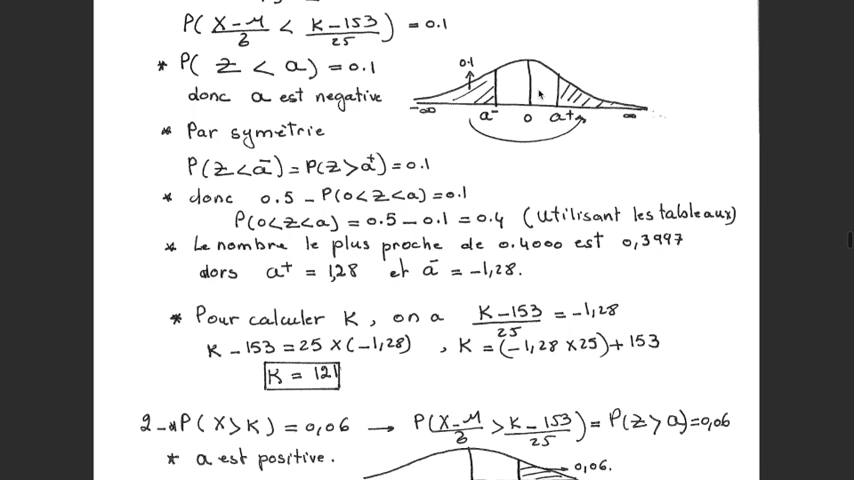 P( X-M/б < K-153/25 ) = 0.1
* P( Z < a ) = 0.1
donc a est negative
0.1
-∞ a⁻ 0 a⁺ ∞
* Par symètrie
P(Z<a⁻) = P(Z>a⁺) = 0.1
* donc 0.5 - P(0<Z<a) = 0.1
P(0<Z<a) = 0.5 - 0.1 = 0.4 (Utilisant les tableaux)
* Le nombre le plus proche de 0.4000 est 0,3997
dors a⁺ = 1,28 et a⁻ = -1,28.
* Pour calculer K, on a K-153/25 = -1,28
K - 153 = 25 x (-1,28) , K = (-1,28 x 25) + 153
K = 121
2-*P( X > K ) = 0,06 → P( X-M/б > K-153/25 ) = P(Z > a) = 0,06
* a est positive.
0,06.